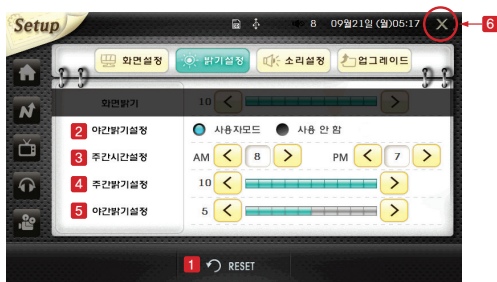 Setup 8 09월21일 (월)05:17 X 6
화면설정 밝기설정 소리설정 업그레이드
화면밝기 10
2 야간밝기설정 사용자모드 사용 안 함
3 주간시간설정 AM < 8 > PM < 7 >
4 주간밝기설정 10 < >
5 야간밝기설정 5 < >
1 RESET